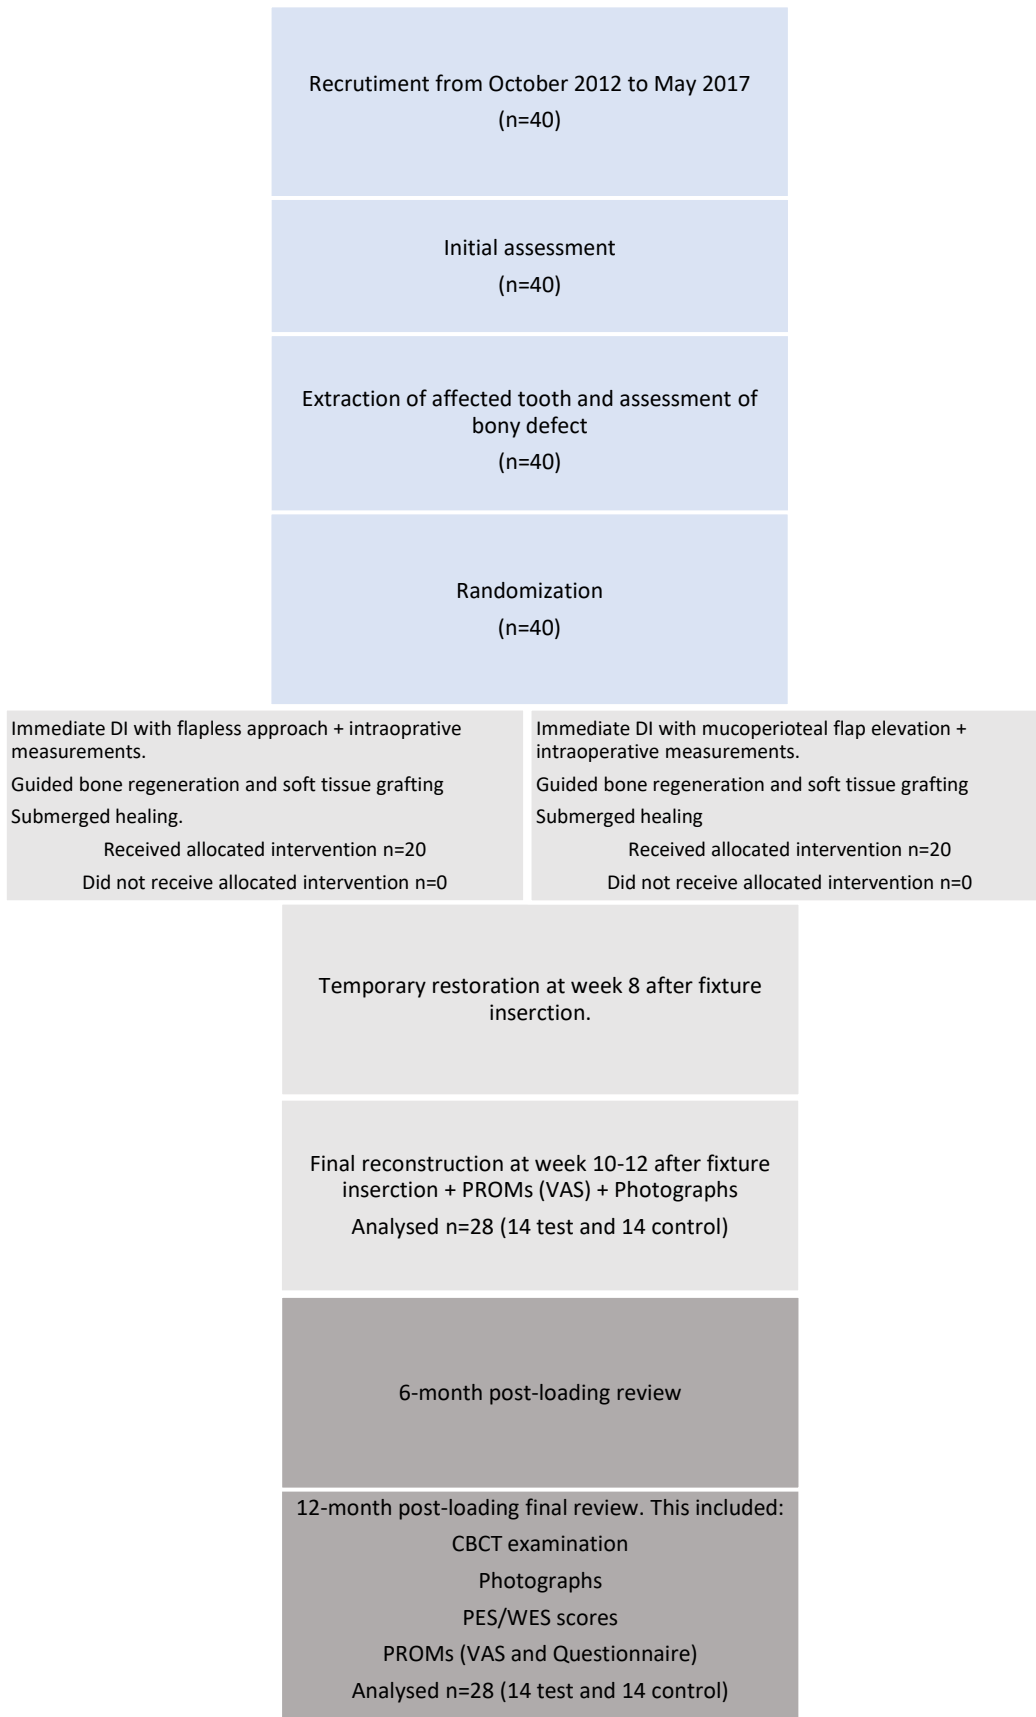 Recrutiment from October 2012 to May 2017
(n=40)
Initial assessment
(n=40)
Extraction of affected tooth and assessment of
bony defect
(n=40)
Randomization
(n=40)
Immediate DI with flapless approach + intraoprative
measurements.
Guided bone regeneration and soft tissue grafting
Submerged healing.
Received allocated intervention n=20
Did not receive allocated intervention n=0
Immediate DI with mucoperioteal flap elevation +
intraoperative measurements.
Guided bone regeneration and soft tissue grafting
Submerged healing
Received allocated intervention n=20
Did not receive allocated intervention n=0
Temporary restoration at week 8 after fixture
inserction.
Final reconstruction at week 10-12 after fixture
inserction + PROMs (VAS) + Photographs
Analysed n=28 (14 test and 14 control)
6-month post-loading review
12-month post-loading final review. This included:
CBCT examination
Photographs
PES/WES scores
PROMs (VAS and Questionnaire)
Analysed n=28 (14 test and 14 control)